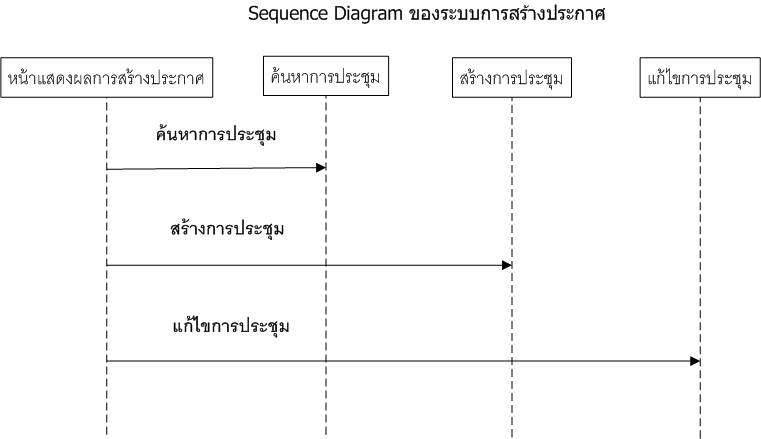 Sequence Diagram ของระบบการสร้างประกาศ
หน้าแสดงผลการสร้างประกาศ
ค้นหาการประชุม
สร้างการประชุม
แก้ไขการประชุม
ค้นหาการประชุม
สร้างการประชุม
แก้ไขการประชุม